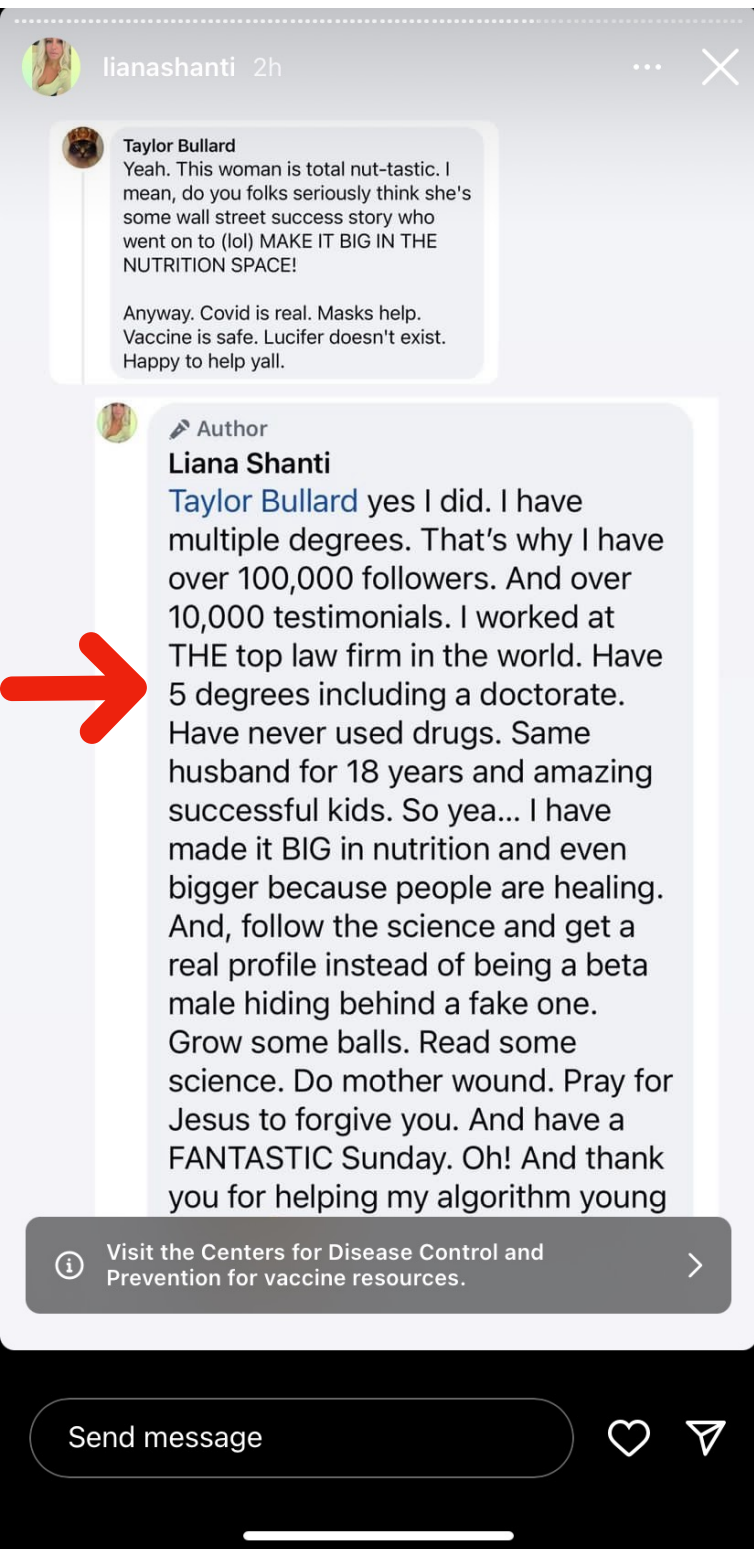 lianashanti 2h
Taylor Bullard
Yeah. This woman is total nut-tastic. I
mean, do you folks seriously think she's
some wall street success story who
went on to (lol) MAKE IT BIG IN THE
NUTRITION SPACE!
Anyway. Covid is real. Masks help.
Vaccine is safe. Lucifer doesn't exist.
Happy to help yall.
Author
Liana Shanti
Taylor Bullard yes I did. I have
multiple degrees. That’s why I have
over 100,000 followers. And over
10,000 testimonials. I worked at
THE top law firm in the world. Have
5 degrees including a doctorate.
Have never used drugs. Same
husband for 18 years and amazing
successful kids. So yea... I have
made it BIG in nutrition and even
bigger because people are healing.
And, follow the science and get a
real profile instead of being a beta
male hiding behind a fake one.
Grow some balls. Read some
science. Do mother wound. Pray for
Jesus to forgive you. And have a
FANTASTIC Sunday. Oh! And thank
you for helping my algorithm young
Visit the Centers for Disease Control and
Prevention for vaccine resources.
Send message